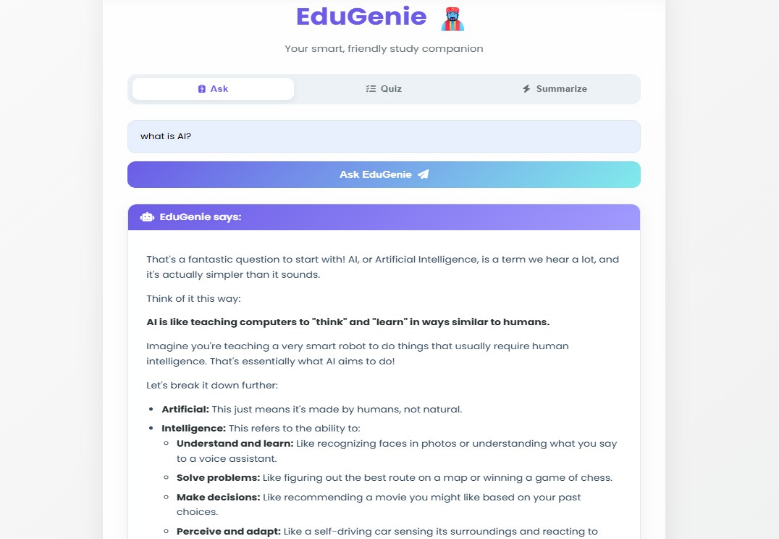 EduGenie
Your smart, friendly study companion
Ask
Quiz
Summarize
what is AI?
Ask EduGenie
EduGenie says:
That's a fantastic question to start with! AI, or Artificial Intelligence, is a term we hear a lot, and
it's actually simpler than it sounds.
Think of it this way:
AI is like teaching computers to "think" and "learn" in ways similar to humans.
Imagine you're teaching a very smart robot to do things that usually require human
intelligence. That's essentially what AI aims to do!
Let's break it down further:
Artificial: This just means it's made by humans, not natural.
Intelligence: This refers to the ability to:
Understand and learn: Like recognizing faces in photos or understanding what you say
to a voice assistant.
Solve problems: Like figuring out the best route on a map or winning a game of chess.
Make decisions: Like recommending a movie you might like based on your past
choices.
Perceive and adapt: Like a self-driving car sensing its surroundings and reacting to